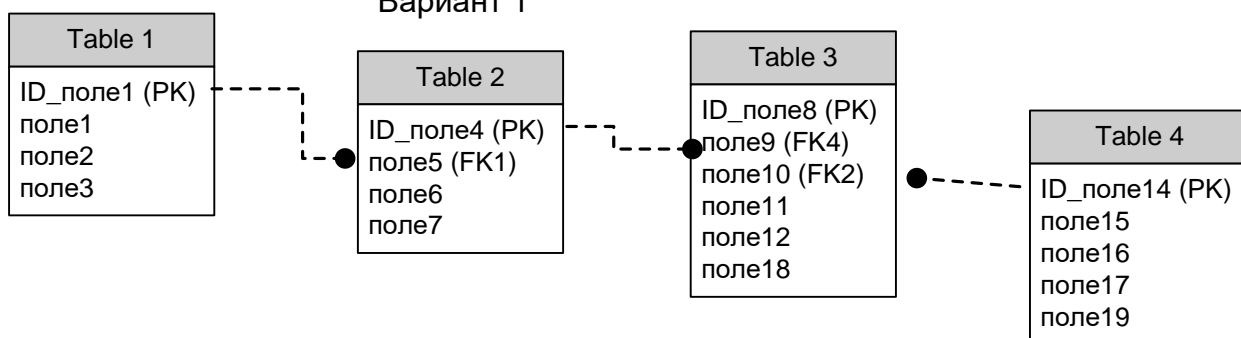 Вариант 1
Table 1
ID_поле1 (PK)
поле1
поле2
поле3
Table 2
ID_поле4 (PK)
поле5 (FK1)
поле6
поле7
Table 3
ID_поле8 (PK)
поле9 (FK4)
поле10 (FK2)
поле11
поле12
поле18
Table 4
ID_поле14 (PK)
поле15
поле16
поле17
поле19